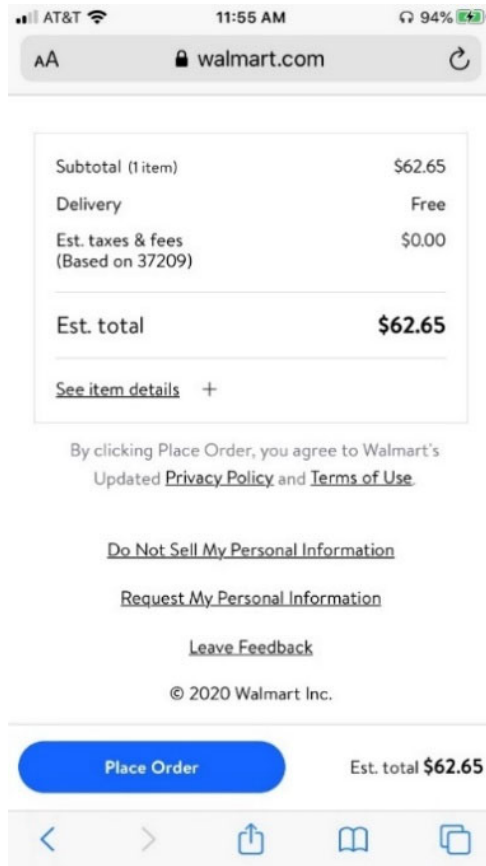 AT&T 11:55 AM 94%
AA walmart.com
Subtotal (1 item) $62.65
Delivery Free
Est. taxes & fees $0.00
(Based on 37209)
Est. total $62.65
See item details +
By clicking Place Order, you agree to Walmart's
Updated Privacy Policy and Terms of Use.
Do Not Sell My Personal Information
Request My Personal Information
Leave Feedback
© 2020 Walmart Inc.
Place Order Est. total $62.65